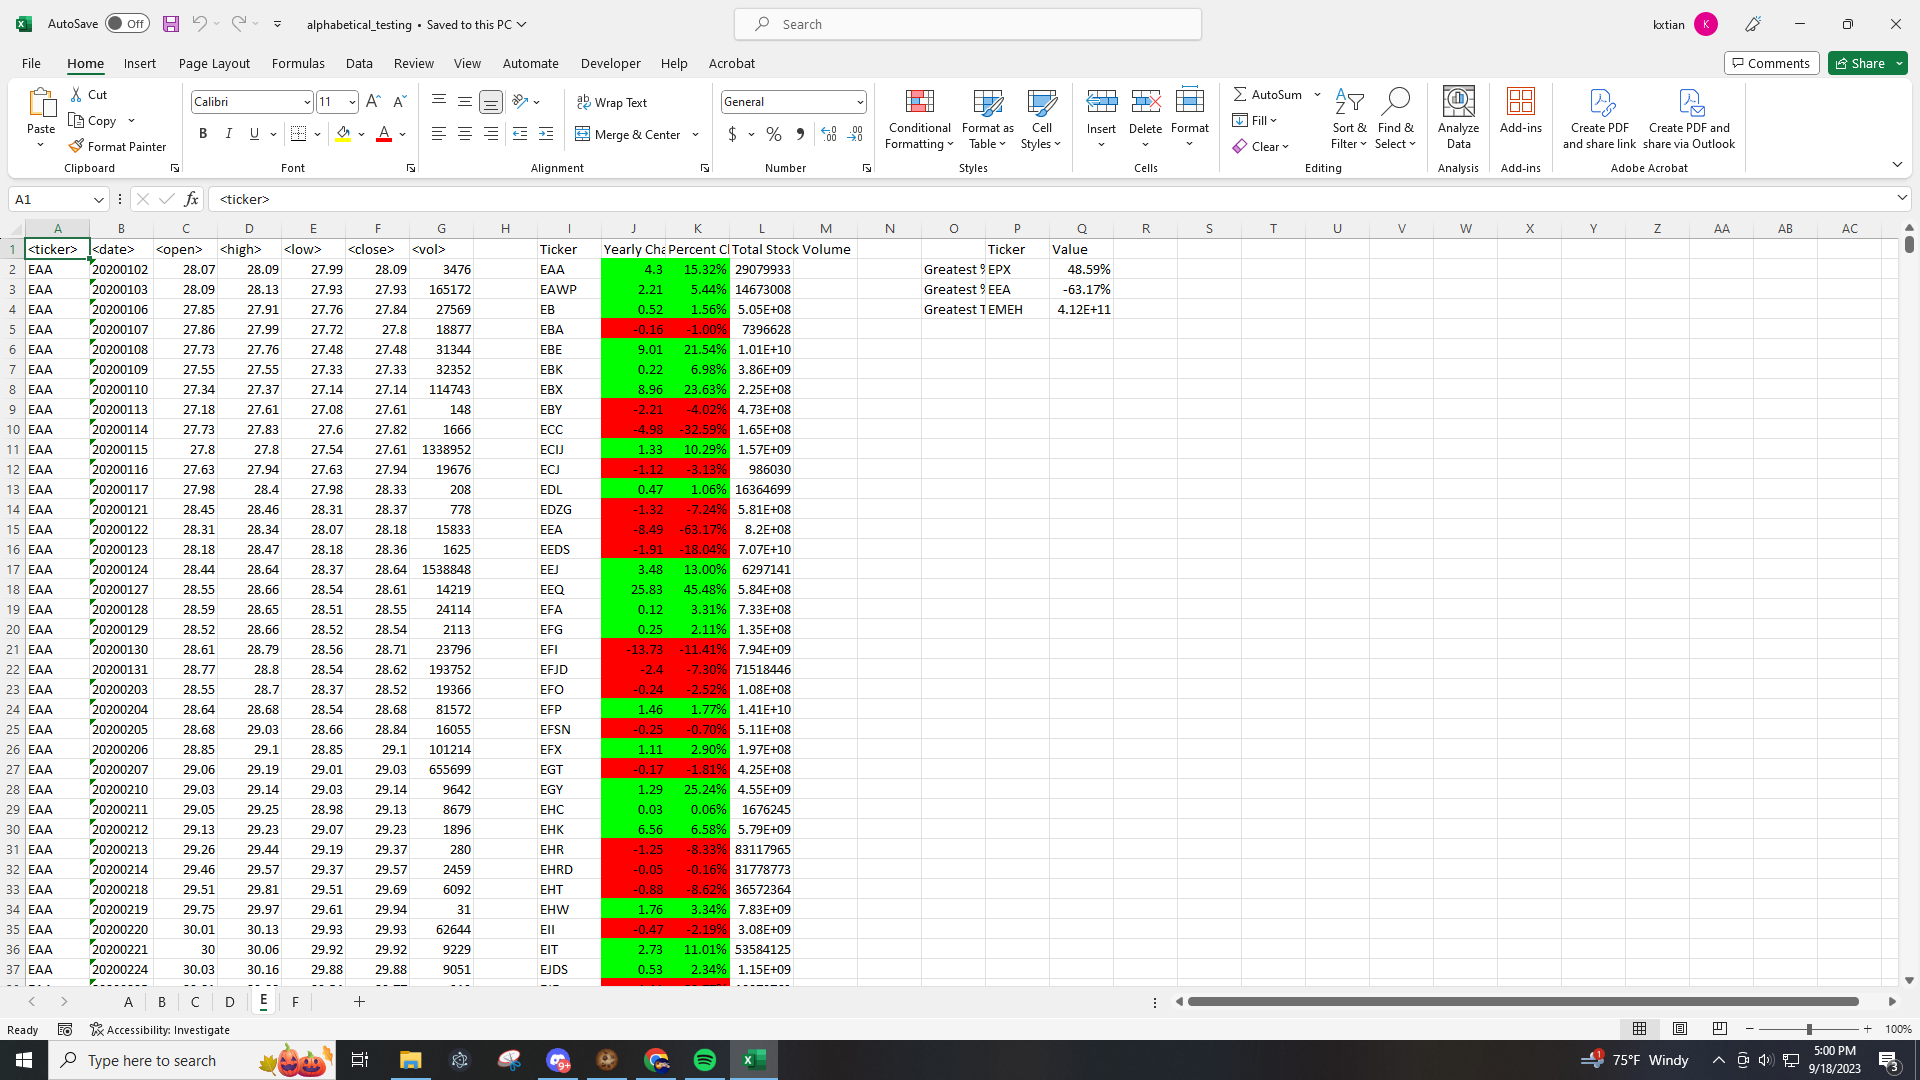 AutoSave Off alphabetical_testing • Saved to this PC Search kxtian K
File Home Insert Page Layout Formulas Data Review View Automate Developer Help Acrobat Comments Share
Paste Cut Copy Format Painter Clipboard
Calibri 11 B I U A Font
Wrap Text Merge & Center Alignment
General $ % , Number
Conditional Formatting Format as Table Cell Styles Styles
Insert Delete Format Cells
AutoSum Fill Clear Sort & Filter Find & Select Editing
Analyze Data Analysis
Add-ins Add-ins
Create PDF and share link Create PDF and share via Outlook Adobe Acrobat
A1 fx <ticker>
A B C D E F G H I J K L M N O P Q R S T U V W X Y Z AA AB AC
1 <ticker> <date> <open> <high> <low> <close> <vol> Ticker Yearly Cha Percent Cl Total Stock Volume Ticker Value
2 EAA 20200102 28.07 28.09 27.99 28.09 3476 EAA 4.3 15.32% 29079933 Greatest % EPX 48.59%
3 EAA 20200103 28.09 28.13 27.93 27.93 165172 EAWP 2.21 5.44% 14673008 Greatest % EEA -63.17%
4 EAA 20200106 27.85 27.91 27.76 27.84 27569 EB 0.52 1.56% 5.05E+08 Greatest T EMEH 4.12E+11
5 EAA 20200107 27.86 27.99 27.72 27.8 18877 EBA -0.16 -1.00% 7396628
6 EAA 20200108 27.73 27.76 27.48 27.48 31344 EBE 9.01 21.54% 1.01E+10
7 EAA 20200109 27.55 27.55 27.33 27.33 32352 EBK 0.22 6.98% 3.86E+09
8 EAA 20200110 27.34 27.37 27.14 27.14 114743 EBX 8.96 23.63% 2.25E+08
9 EAA 20200113 27.18 27.61 27.08 27.61 148 EBY -2.21 -4.02% 4.73E+08
10 EAA 20200114 27.73 27.83 27.6 27.82 1666 ECC -4.98 -32.59% 1.65E+08
11 EAA 20200115 27.8 27.8 27.54 27.61 1338952 ECIJ 1.33 10.29% 1.57E+09
12 EAA 20200116 27.63 27.94 27.63 27.94 19676 ECJ -1.12 -3.13% 986030
13 EAA 20200117 27.98 28.4 27.98 28.33 208 EDL 0.47 1.06% 16364699
14 EAA 20200121 28.45 28.46 28.31 28.37 778 EDZG -1.32 -7.24% 5.81E+08
15 EAA 20200122 28.31 28.34 28.07 28.18 15833 EEA -8.49 -63.17% 8.2E+08
16 EAA 20200123 28.18 28.47 28.18 28.36 1625 EEDS -1.91 -18.04% 7.07E+10
17 EAA 20200124 28.44 28.64 28.37 28.64 1538848 EEJ 3.48 13.00% 6297141
18 EAA 20200127 28.55 28.66 28.54 28.61 14219 EEQ 25.83 45.48% 5.84E+08
19 EAA 20200128 28.59 28.65 28.51 28.55 24114 EFA 0.12 3.31% 7.33E+08
20 EAA 20200129 28.52 28.66 28.52 28.54 2113 EFG 0.25 2.11% 1.35E+08
21 EAA 20200130 28.61 28.79 28.56 28.71 23796 EFI -13.73 -11.41% 7.94E+09
22 EAA 20200131 28.77 28.8 28.54 28.62 193752 EFJD -2.4 -7.30% 71518446
23 EAA 20200203 28.55 28.7 28.37 28.52 19366 EFO -0.24 -2.52% 1.08E+08
24 EAA 20200204 28.64 28.68 28.54 28.68 81572 EFP 1.46 1.77% 1.41E+10
25 EAA 20200205 28.68 29.03 28.66 28.84 16055 EFSN -0.25 -0.70% 5.11E+08
26 EAA 20200206 28.85 29.1 28.85 29.1 101214 EFX 1.11 2.90% 1.97E+08
27 EAA 20200207 29.06 29.19 29.01 29.03 655699 EGT -0.17 -1.81% 4.25E+08
28 EAA 20200210 29.03 29.14 29.03 29.14 9642 EGY 1.29 25.24% 4.55E+09
29 EAA 20200211 29.05 29.25 28.98 29.13 8679 EHC 0.03 0.06% 1676245
30 EAA 20200212 29.13 29.23 29.07 29.23 1896 EHK 6.56 6.58% 5.79E+09
31 EAA 20200213 29.26 29.44 29.19 29.37 280 EHR -1.25 -8.33% 83117965
32 EAA 20200214 29.46 29.57 29.37 29.57 2459 EHRD -0.05 -0.16% 31778773
33 EAA 20200218 29.51 29.81 29.51 29.69 6092 EHT -0.88 -8.62% 36572364
34 EAA 20200219 29.75 29.97 29.61 29.94 31 EHW 1.76 3.34% 7.83E+09
35 EAA 20200220 30.01 30.13 29.93 29.93 62644 EII -0.47 -2.19% 3.08E+09
36 EAA 20200221 30 30.06 29.92 29.92 9229 EIT 2.73 11.01% 53584125
37 EAA 20200224 30.03 30.16 29.88 29.88 9051 EJDS 0.53 2.34% 1.15E+09
A B C D E F
Ready Accessibility: Investigate 100%
Type here to search 9+ 1 75°F Windy 5:00 PM
9/18/2023 3